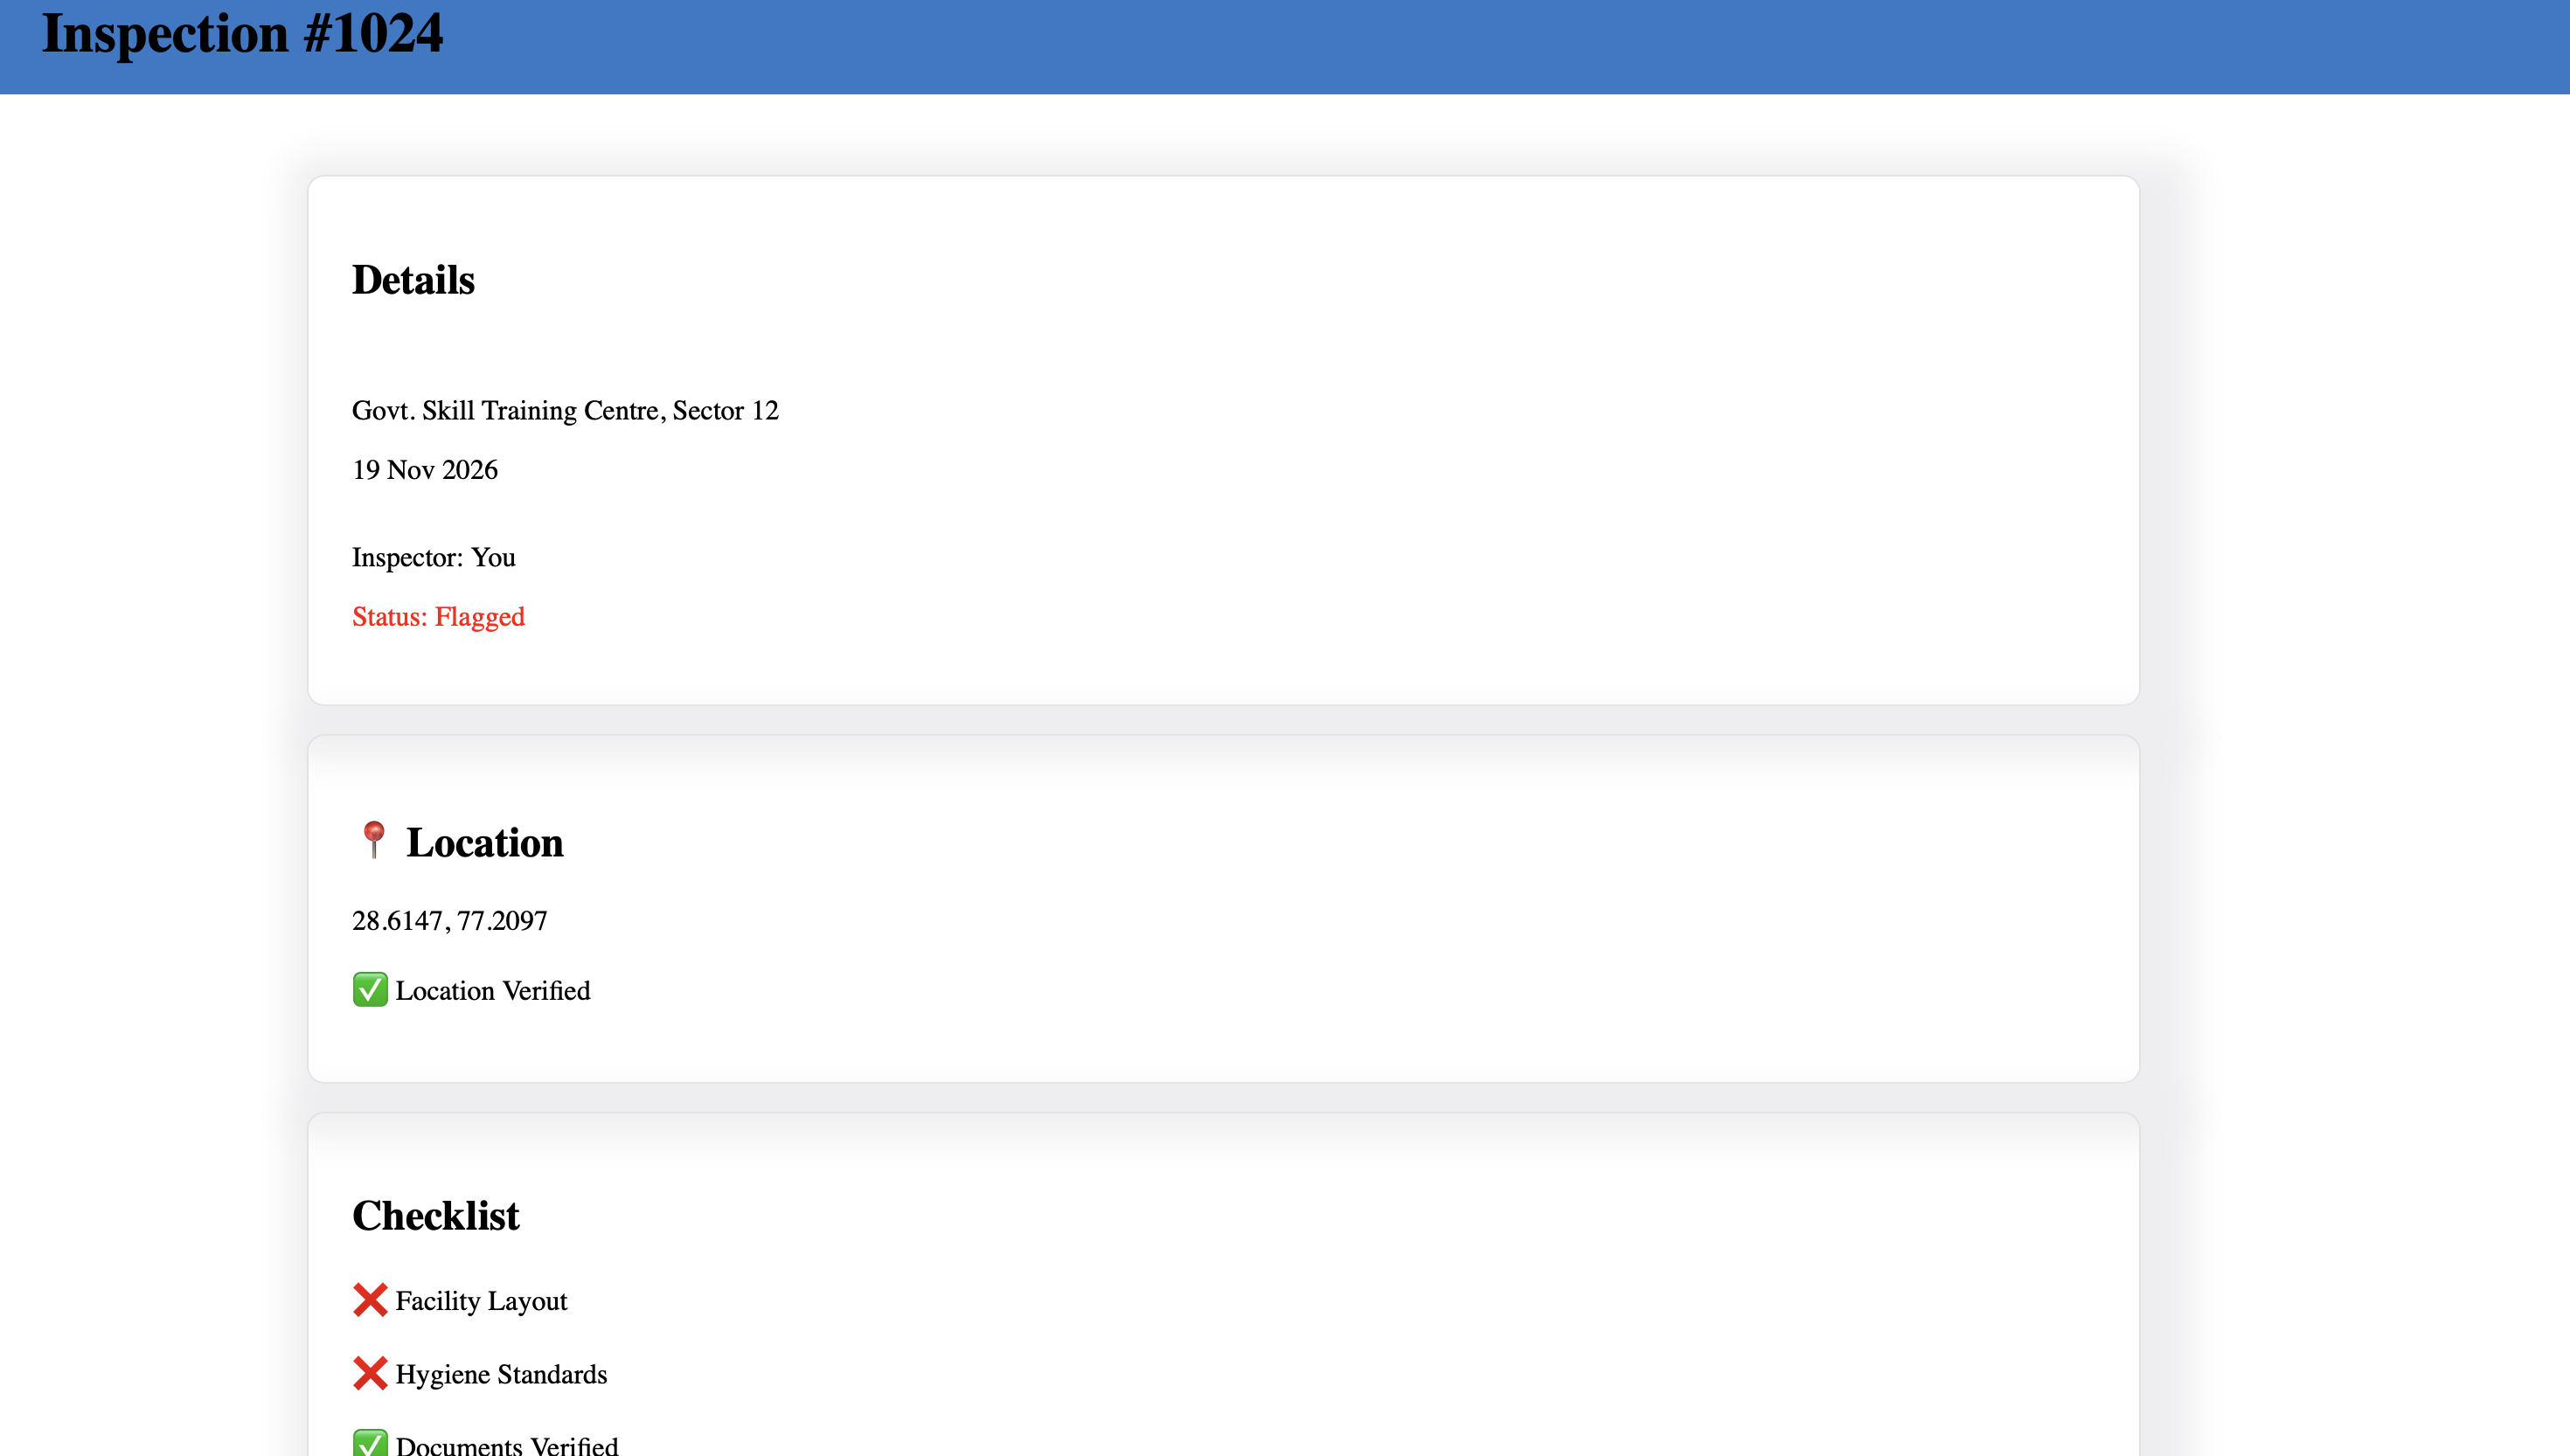 Inspection #1024
Details
Govt. Skill Training Centre, Sector 12
19 Nov 2026
Inspector: You
Status: Flagged
📍 Location
28.6147, 77.2097
✅ Location Verified
Checklist
❌ Facility Layout
❌ Hygiene Standards
✅ Documents Verified